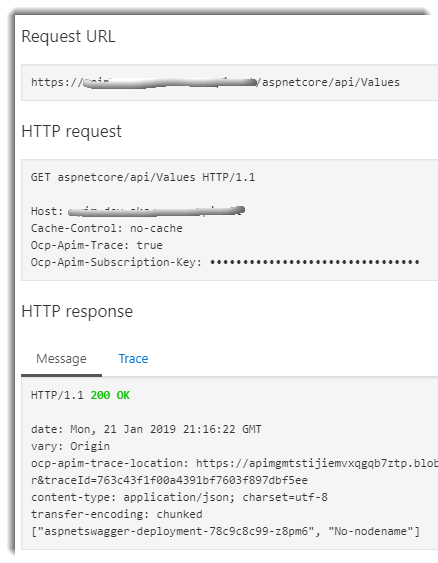 Request URL
https:// /aspnetcore/api/Values
HTTP request
GET aspnetcore/api/Values HTTP/1.1
Host:
Cache-Control: no-cache
Ocp-Apim-Trace: true
Ocp-Apim-Subscription-Key: ••••••••••••••••••••••••••••••••
HTTP response
Message Trace
HTTP/1.1 200 OK
date: Mon, 21 Jan 2019 21:16:22 GMT
vary: Origin
ocp-apim-trace-location: https://apimgmtstijiemvxqgqb7ztp.blob
r&traceId=763c43f1f00a4391bf7603f897dbf5ee
content-type: application/json; charset=utf-8
transfer-encoding: chunked
["aspnetswagger-deployment-78c9c8c99-z8pm6", "No-nodename"]